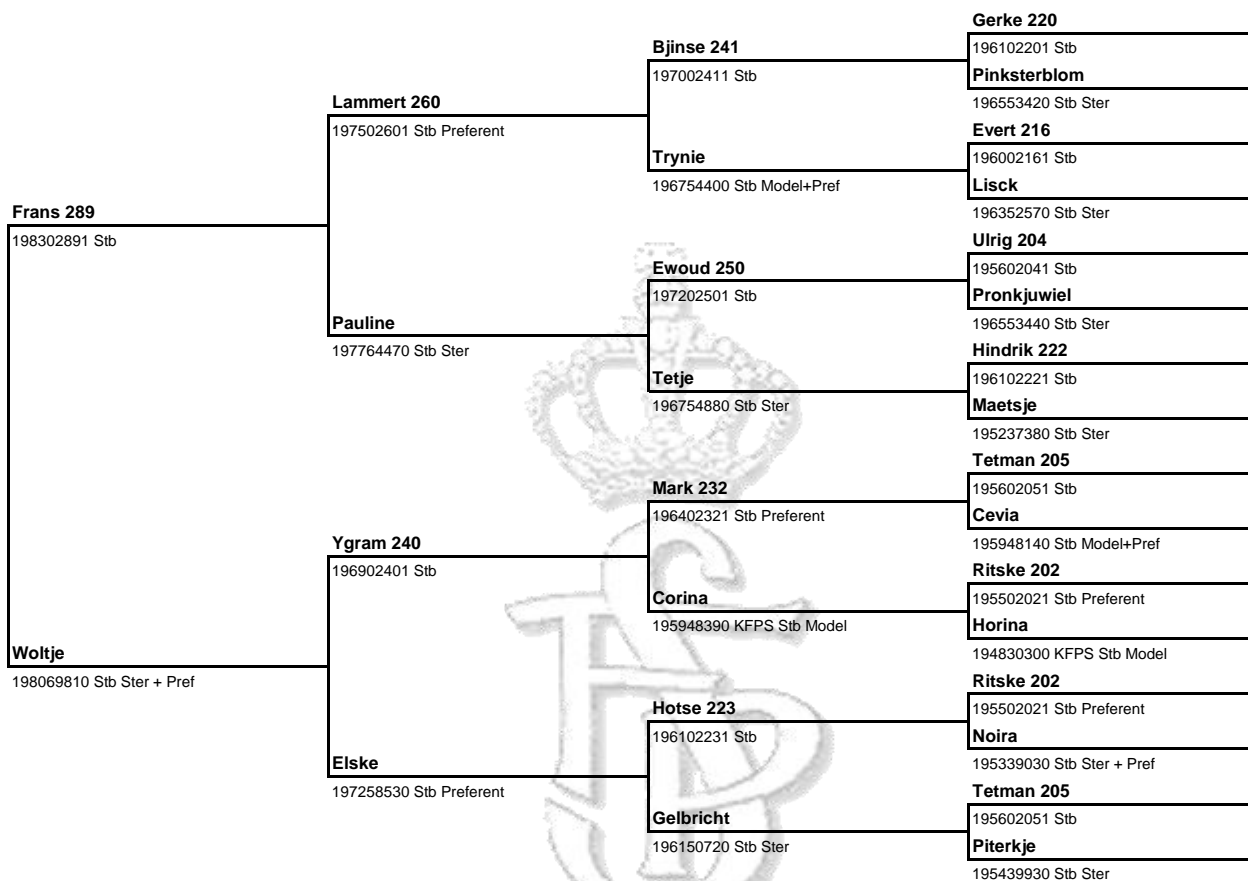 Frans 289
198302891 Stb
Woltje
198069810 Stb Ster + Pref
Lammert 260
197502601 Stb Preferent
Pauline
197764470 Stb Ster
Ygram 240
196902401 Stb
Elske
197258530 Stb Preferent
Bjinse 241
197002411 Stb
Trynie
196754400 Stb Model+Pref
Ewoud 250
197202501 Stb
Tetje
196754880 Stb Ster
Mark 232
196402321 Stb Preferent
Corina
195948390 KFPS Stb Model
Hotse 223
196102231 Stb
Gelbricht
196150720 Stb Ster
Gerke 220
196102201 Stb
Pinksterblom
196553420 Stb Ster
Evert 216
196002161 Stb
Lisck
196352570 Stb Ster
Ulrig 204
195602041 Stb
Pronkjuwiel
196553440 Stb Ster
Hindrik 222
196102221 Stb
Maetsje
195237380 Stb Ster
Tetman 205
195602051 Stb
Cevia
195948140 Stb Model+Pref
Ritske 202
195502021 Stb Preferent
Horina
194830300 KFPS Stb Model
Ritske 202
195502021 Stb Preferent
Noira
195339030 Stb Ster + Pref
Tetman 205
195602051 Stb
Piterkje
195439930 Stb Ster